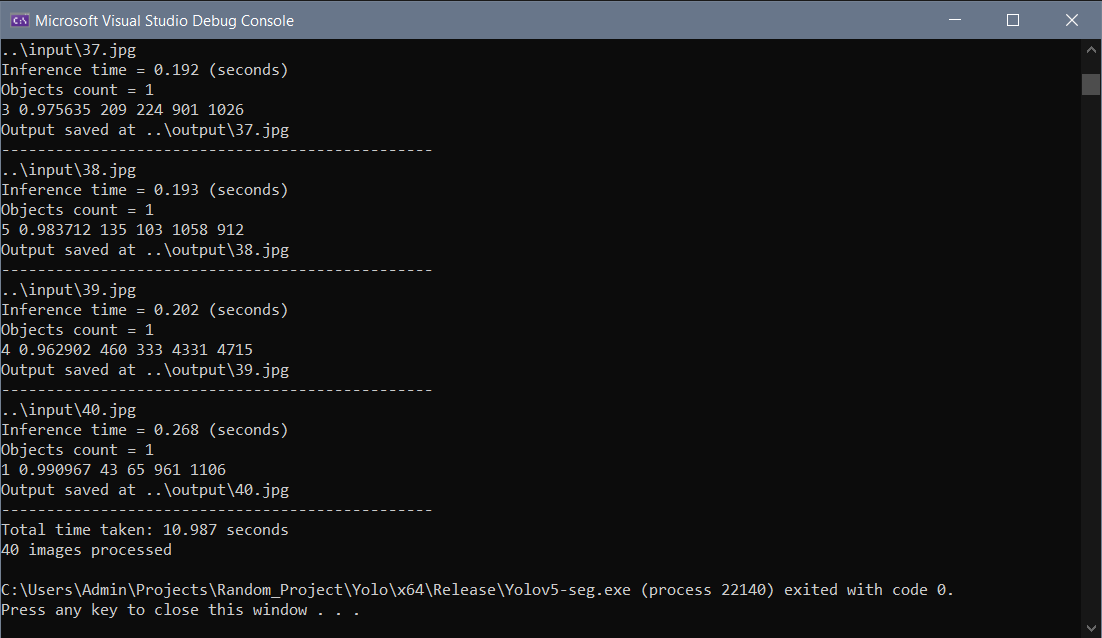 Microsoft Visual Studio Debug Console
..\input\37.jpg
Inference time = 0.192 (seconds)
Objects count = 1
3 0.975635 209 224 901 1026
Output saved at ..\output\37.jpg
------------------------------------------------
..\input\38.jpg
Inference time = 0.193 (seconds)
Objects count = 1
5 0.983712 135 103 1058 912
Output saved at ..\output\38.jpg
------------------------------------------------
..\input\39.jpg
Inference time = 0.202 (seconds)
Objects count = 1
4 0.962902 460 333 4331 4715
Output saved at ..\output\39.jpg
------------------------------------------------
..\input\40.jpg
Inference time = 0.268 (seconds)
Objects count = 1
1 0.990967 43 65 961 1106
Output saved at ..\output\40.jpg
------------------------------------------------
Total time taken: 10.987 seconds
40 images processed
C:\Users\Admin\Projects\Random_Project\Yolo\x64\Release\Yolov5-seg.exe (process 22140) exited with code 0.
Press any key to close this window . . .